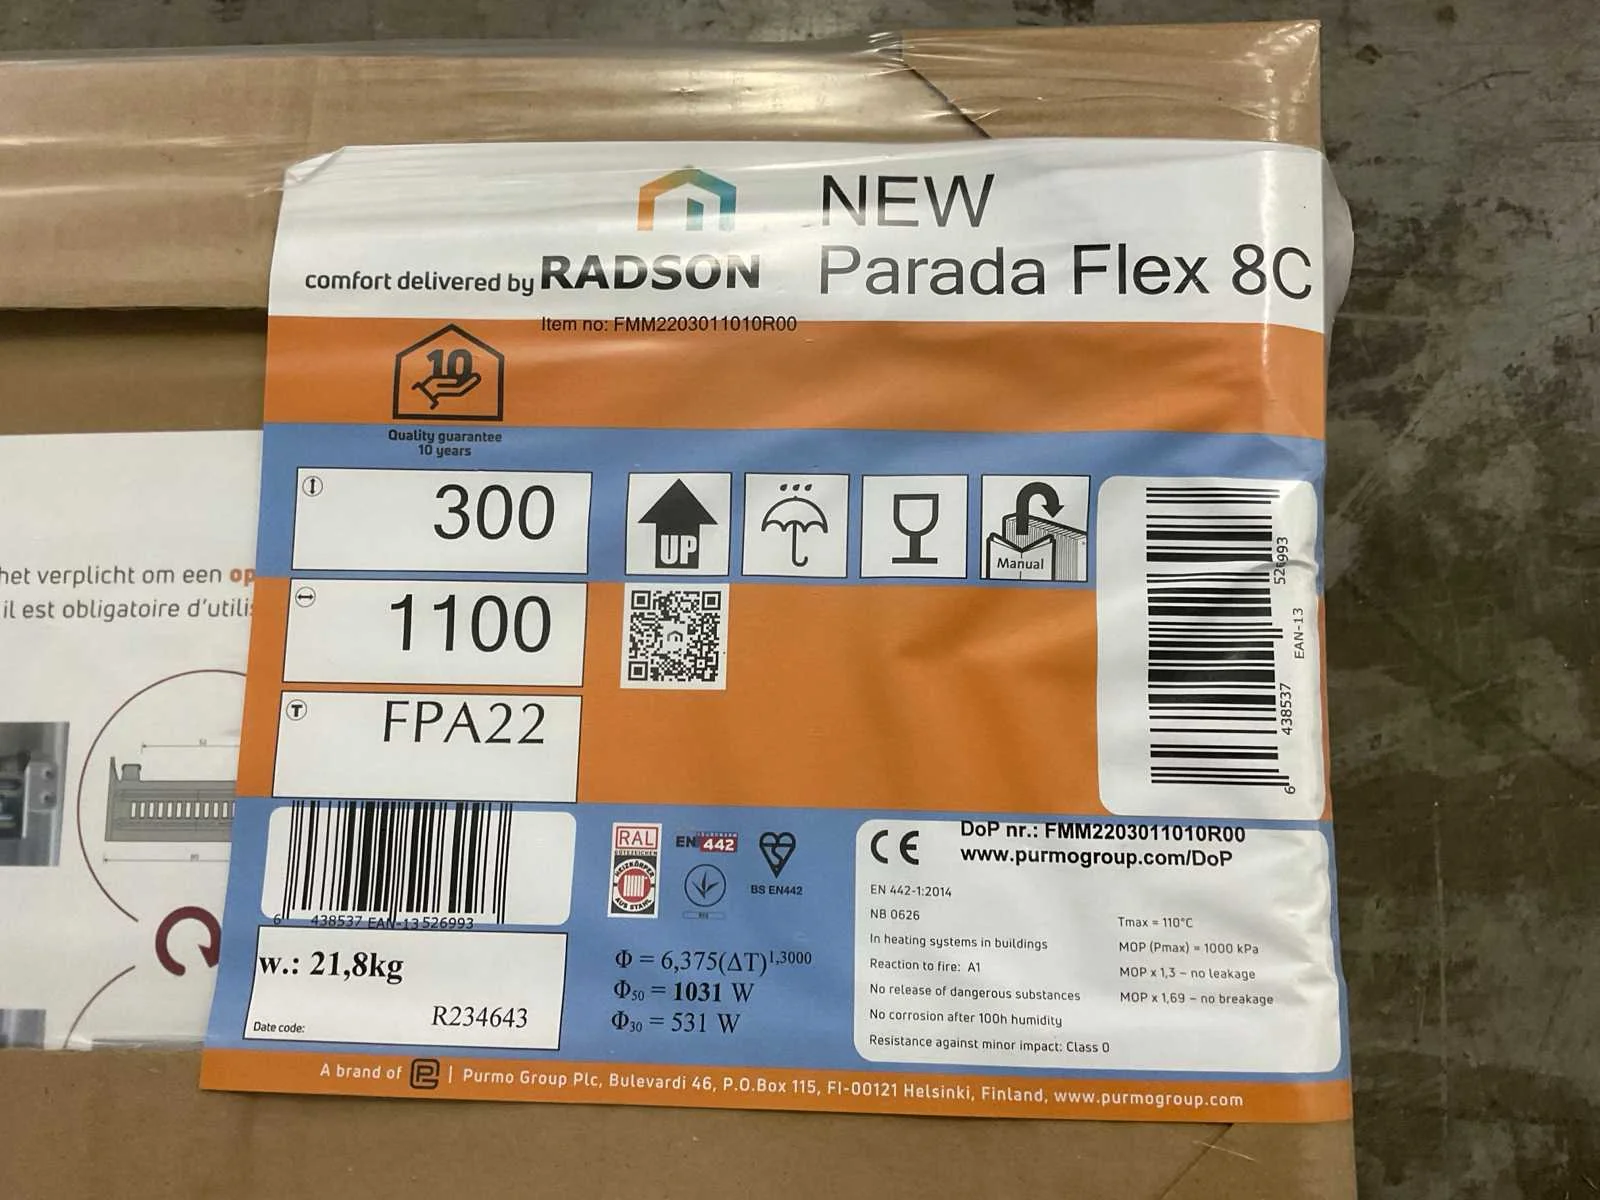 NEW
Parada Flex 8C
comfort delivered by RADSON
Item no: FMM2203011010R00
10
Quality guarantee
10 years
300
UP
Manual
1100
T
FPA22
6 438537 526993
EAN-13
het verplicht om een op
il est obligatoire d'utilis
6 438537 EAN-13 526993
w.: 21,8kg
R234643
Date code:
RAL
GÜTEZEICHEN
HEIZKÖRPER
AUS STAHL
EN 442
BS EN442
Φ = 6,375(ΔT)1,3000
Φ50 = 1031 W
Φ30 = 531 W
CE
DoP nr.: FMM2203011010R00
www.purmogroup.com/DoP
EN 442-1:2014
NB 0626
In heating systems in buildings
Reaction to fire: A1
No release of dangerous substances
No corrosion after 100h humidity
Resistance against minor impact: Class 0
Tmax = 110°C
MOP (Pmax) = 1000 kPa
MOP x 1,3 – no leakage
MOP x 1,69 – no breakage
A brand of | Purmo Group Plc, Bulevardi 46, P.O.Box 115, FI-00121 Helsinki, Finland, www.purmogroup.com